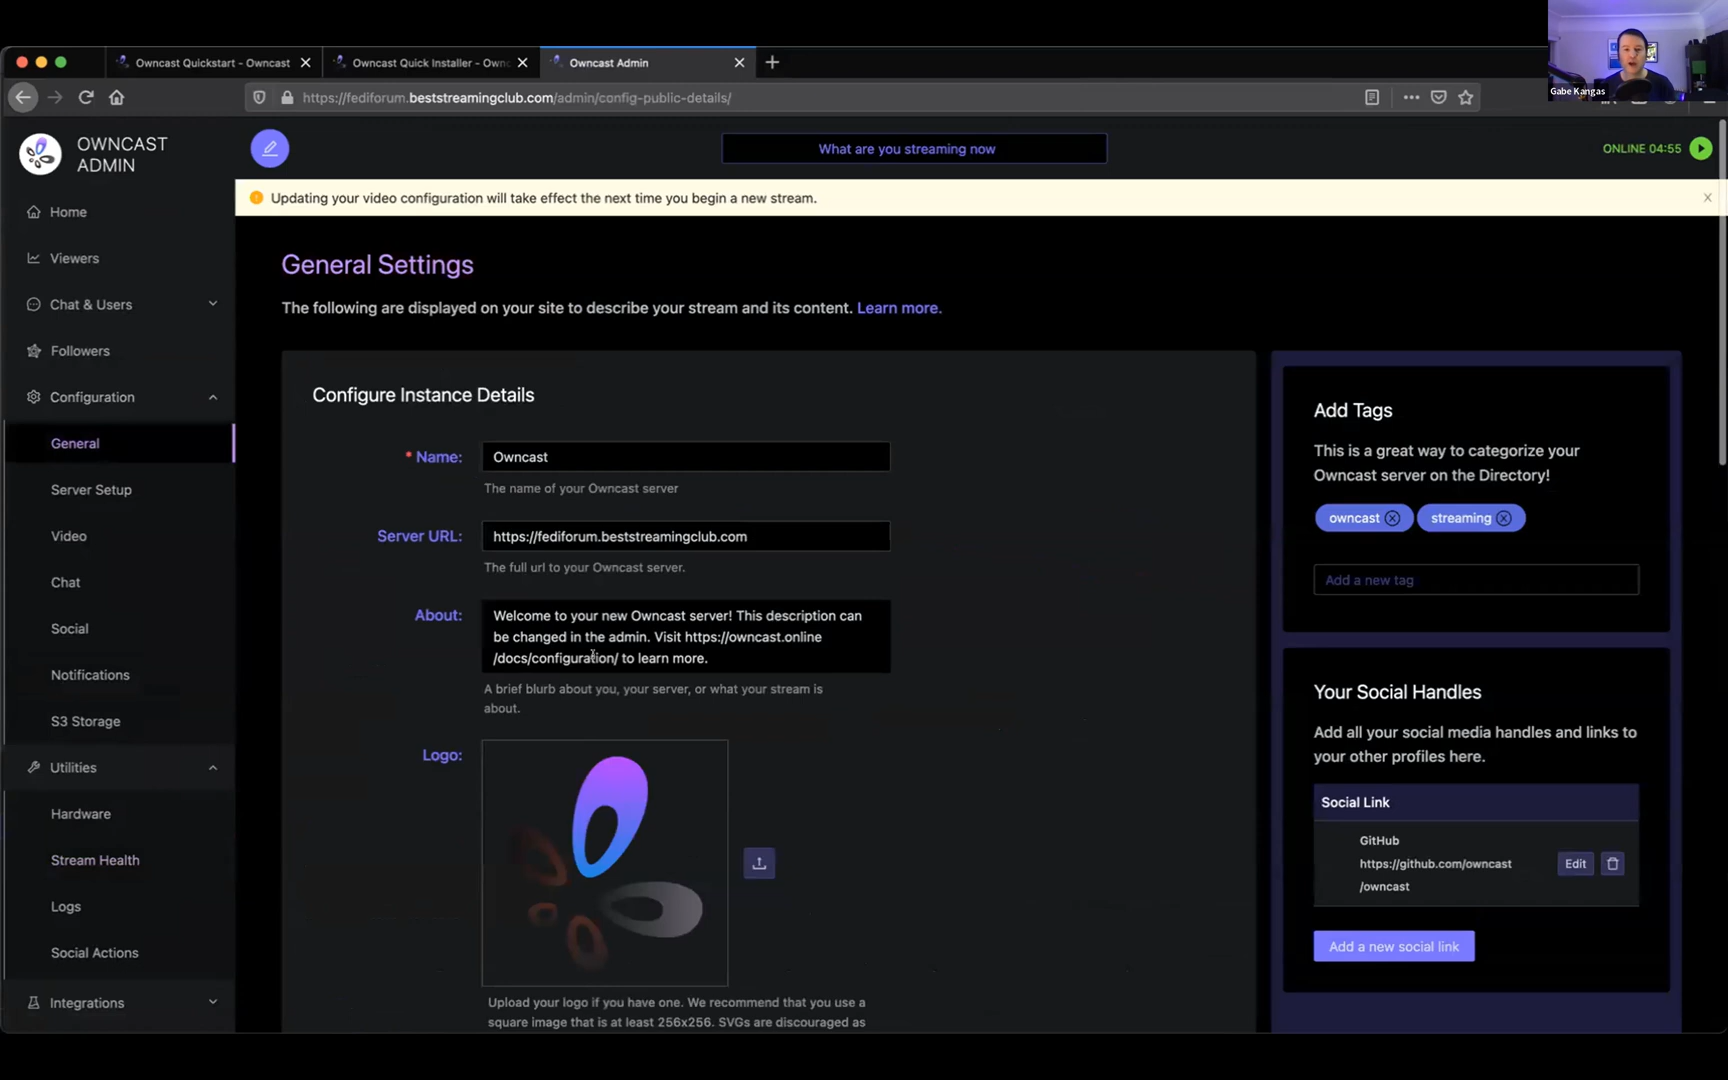 Owncast Quickstart - Owncast
Owncast Quick Installer - Own
Owncast Admin
https://fediforum.beststreamingclub.com/admin/config-public-details/
Gabe Kangas
OWNCAST
ADMIN
What are you streaming now
ONLINE 04:55
Updating your video configuration will take effect the next time you begin a new stream.
Home
Viewers
Chat & Users
Followers
Configuration
General
Server Setup
Video
Chat
Social
Notifications
S3 Storage
Utilities
Hardware
Stream Health
Logs
Social Actions
Integrations
General Settings
The following are displayed on your site to describe your stream and its content. Learn more.
Configure Instance Details
* Name:
Owncast
The name of your Owncast server
Server URL:
https://fediforum.beststreamingclub.com
The full url to your Owncast server.
About:
Welcome to your new Owncast server! This description can
be changed in the admin. Visit https://owncast.online
/docs/configuration/ to learn more.
A brief blurb about you, your server, or what your stream is
about.
Logo:
Upload your logo if you have one. We recommend that you use a
square image that is at least 256x256. SVGs are discouraged as
Add Tags
This is a great way to categorize your
Owncast server on the Directory!
owncast
streaming
Add a new tag
Your Social Handles
Add all your social media handles and links to
your other profiles here.
Social Link
GitHub
https://github.com/owncast
/owncast
Edit
Add a new social link